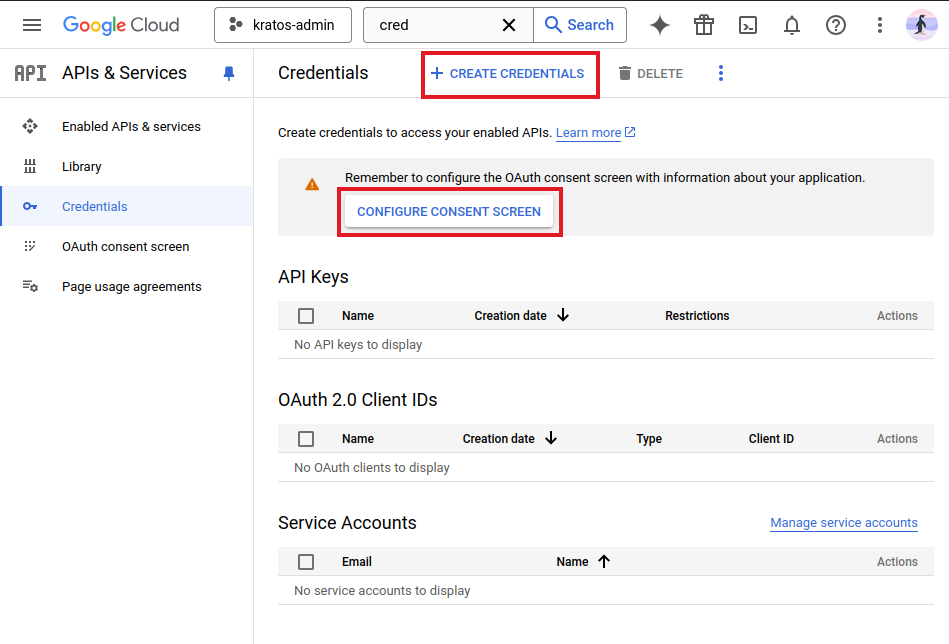 Google Cloud
kratos-admin
cred
Search
API
APIs & Services
Credentials
CREATE CREDENTIALS
DELETE
Enabled APIs & services
Library
Credentials
OAuth consent screen
Page usage agreements
Create credentials to access your enabled APIs. Learn more
Remember to configure the OAuth consent screen with information about your application.
CONFIGURE CONSENT SCREEN
API Keys
Name Creation date Restrictions Actions
No API keys to display
OAuth 2.0 Client IDs
Name Creation date Type Client ID Actions
No OAuth clients to display
Service Accounts
Manage service accounts
Email Name Actions
No service accounts to display